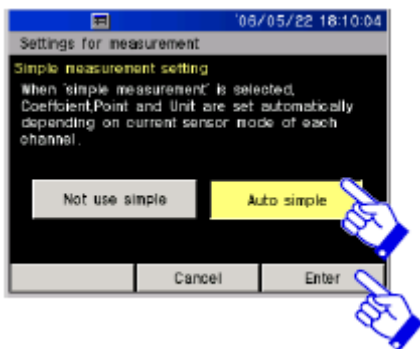 '06/05/22 18:10:04
Settings for measurement
Simple measurement setting
When 'simple measurement' is selected,
Coeffcient,Point and Unit are set
automatically
depending on current sensor mode of each
channel.
Not use simple
Auto simple
Cancel
Enter